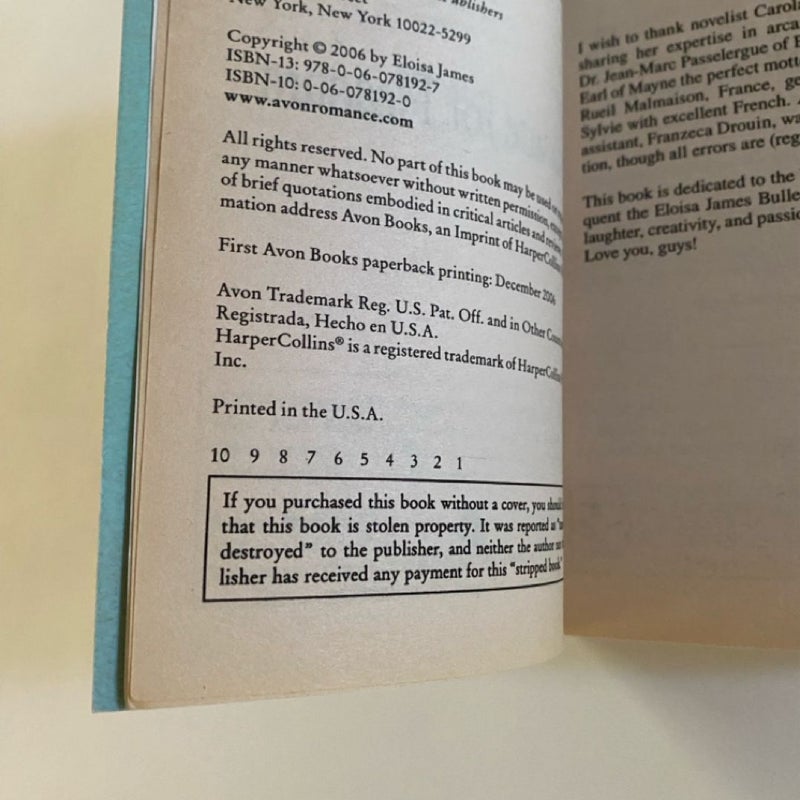 New York, New York 10022-5299
Copyright © 2006 by Eloisa James
ISBN-13: 978-0-06-078192-7
ISBN-10: 0-06-078192-0
www.avonromance.com
All rights reserved. No part of this book may be used or
any manner whatsoever without written permission,
of brief quotations embodied in critical articles and
mation address Avon Books, an Imprint of HarperCollins
First Avon Books paperback printing: December 2006
Avon Trademark Reg. U.S. Pat. Off. and in Other
Registrada, Hecho en U.S.A.
HarperCollins® is a registered trademark of HarperCollins
Inc.
Printed in the U.S.A.
10 9 8 7 6 5 4 3 2 1
If you purchased this book without a cover, you
that this book is stolen property. It was reported as
destroyed” to the publisher, and neither the author
lisher has received any payment for this “stripped book
I wish to thank novelist
sharing her expertise in
Dr. Jean-Marc Passelergue of
Earl of Mayne the perfect
Rueil Malmaison, France,
Sylvie with excellent French.
assistant, Franzeca Drouin,
tion, though all errors are
This book is dedicated to the
quent the Eloisa James
laughter, creativity, and
Love you, guys!